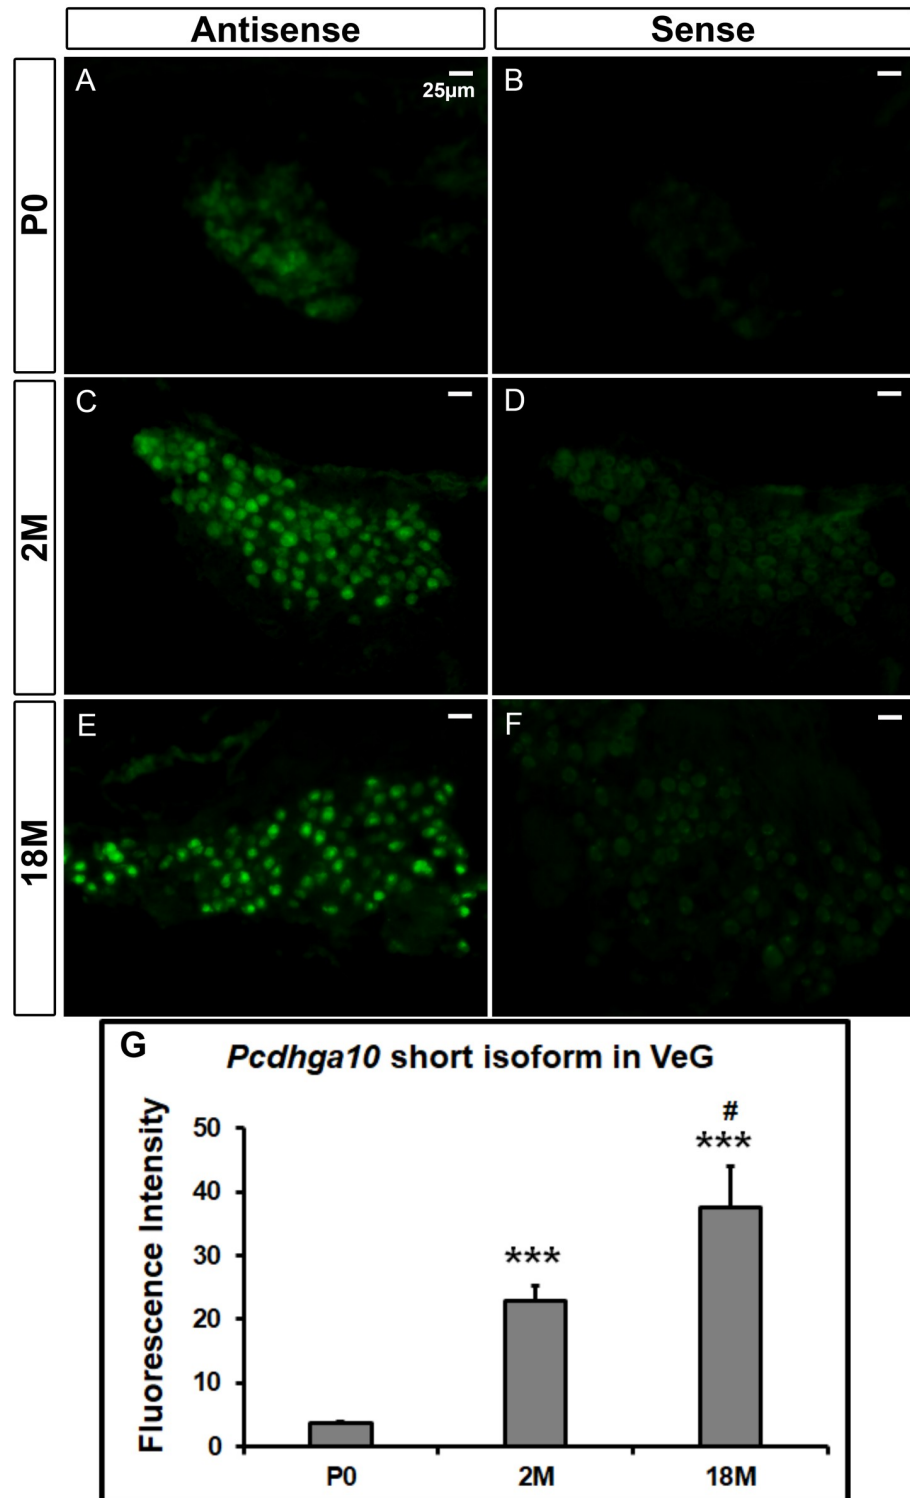 Antisense
Sense
P0
A
25µm
B
2M
C
D
18M
E
F
G
Pcdhga10 short isoform in VeG
Fluorescence Intensity
50
40
30
20
10
0
***
#
***
P0
2M
18M